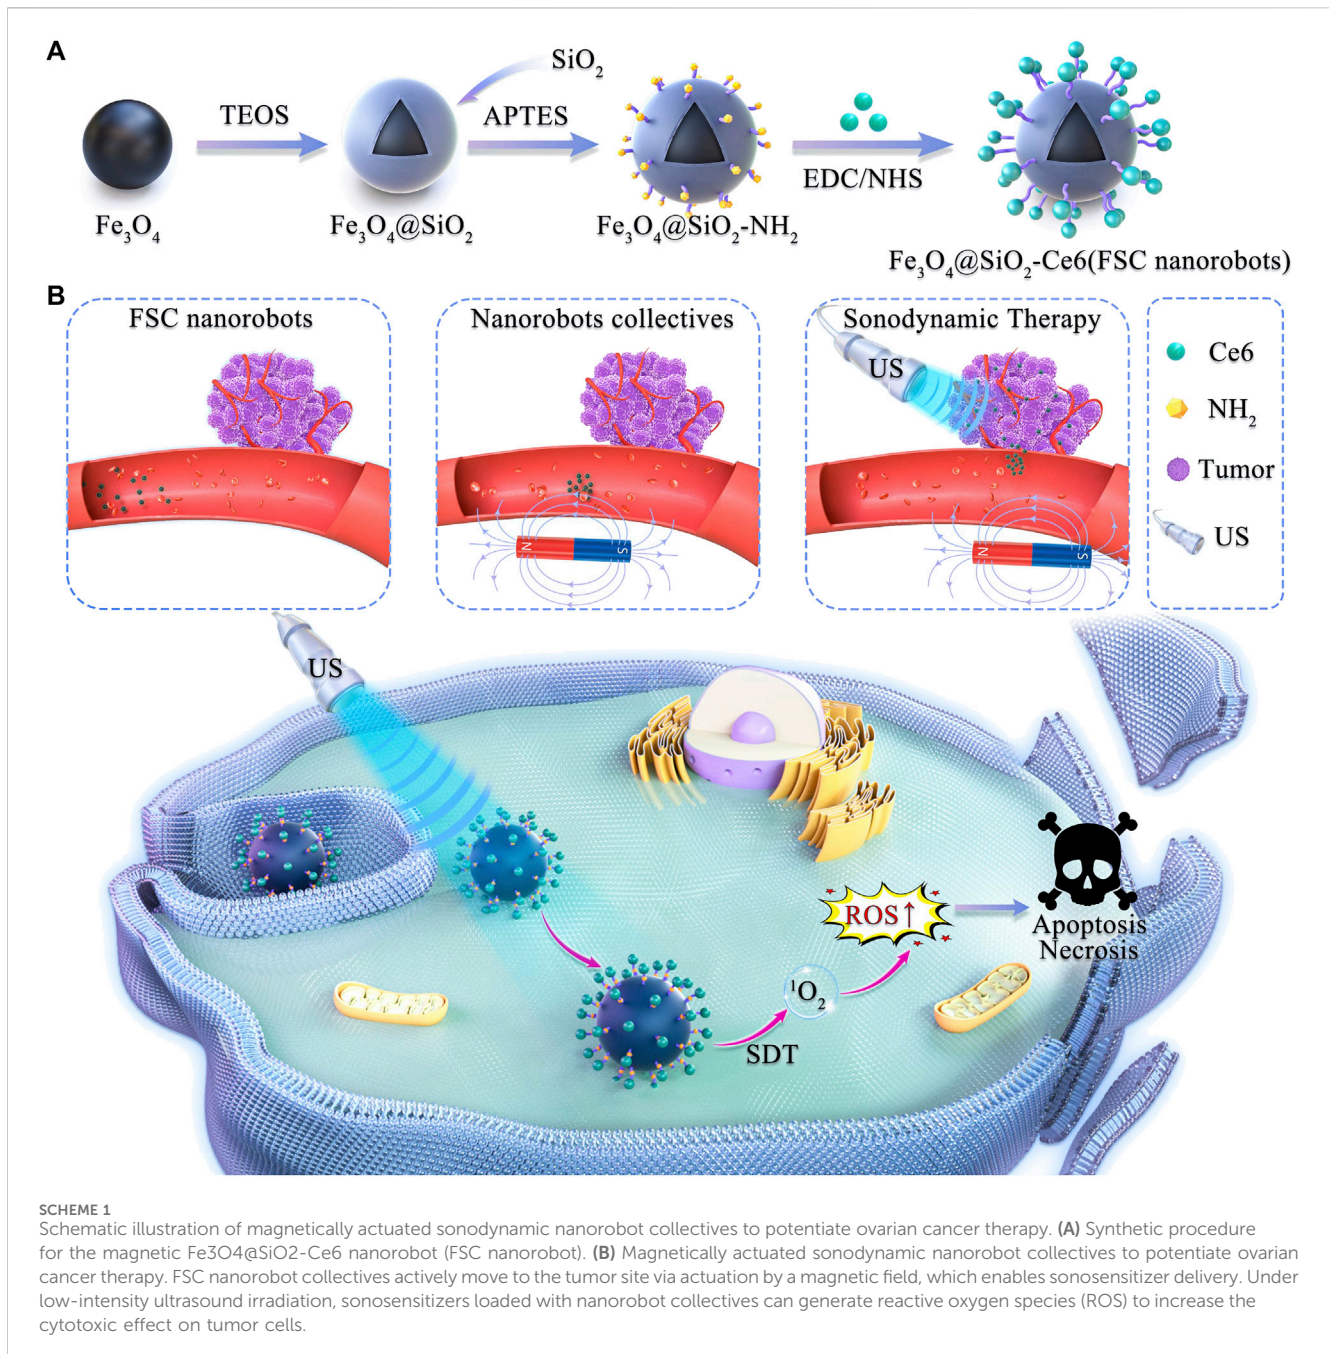 A
SiO₂
TEOS
APTES
EDC/NHS
Fe₃O₄
Fe₃O₄@SiO₂
Fe₃O₄@SiO₂-NH₂
Fe₃O₄@SiO₂-Ce6(FSC nanorobots)
B
FSC nanorobots
Nanorobots collectives
N
S
Sonodynamic Therapy
US
N
S
Ce6
NH₂
Tumor
US
US
ROS↑
Apoptosis
Necrosis
¹O₂
SDT
SCHEME 1
Schematic illustration of magnetically actuated sonodynamic nanorobot collectives to potentiate ovarian cancer therapy. (A) Synthetic procedure
for the magnetic Fe3O4@SiO2-Ce6 nanorobot (FSC nanorobot). (B) Magnetically actuated sonodynamic nanorobot collectives to potentiate ovarian
cancer therapy. FSC nanorobot collectives actively move to the tumor site via actuation by a magnetic field, which enables sonosensitizer delivery. Under
low-intensity ultrasound irradiation, sonosensitizers loaded with nanorobot collectives can generate reactive oxygen species (ROS) to increase the
cytotoxic effect on tumor cells.